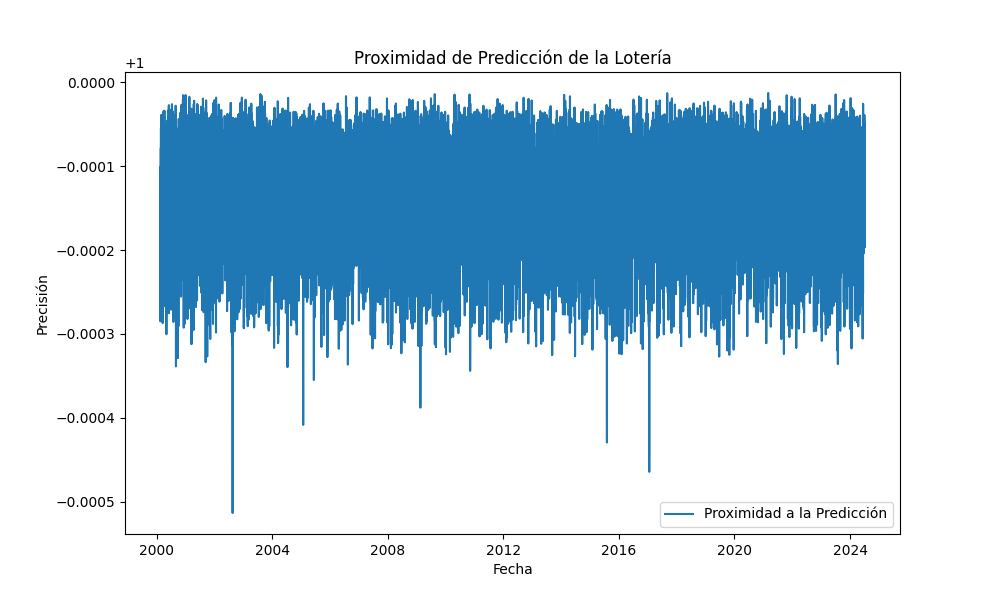 Proximidad de Predicción de la Lotería
+1
0.0000
−0.0001
−0.0002
−0.0003
−0.0004
−0.0005
Precisión
Proximidad a la Predicción
2000 2004 2008 2012 2016 2020 2024
Fecha